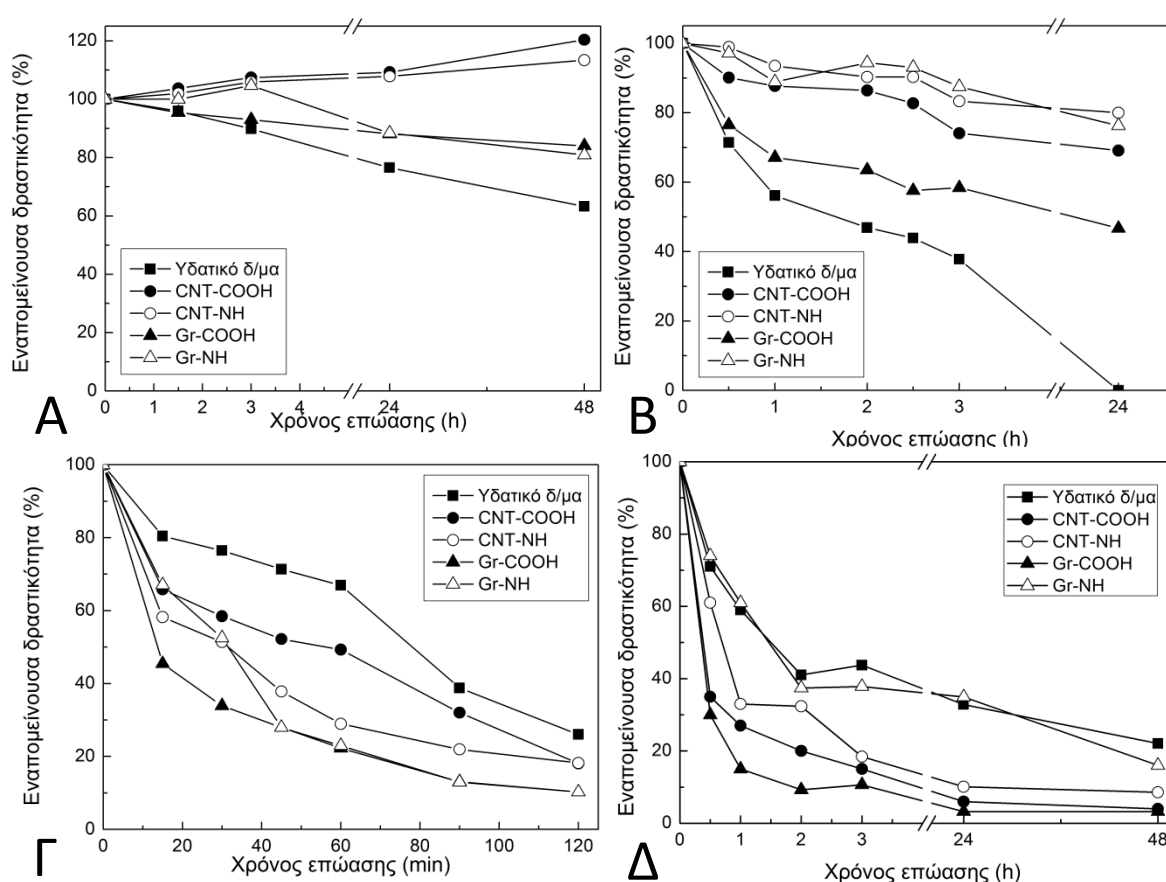 Εναπομείνουσα δραστικότητα (%)
120
100
80
60
40
20
0
Υδατικό δ/μα
CNT-COOH
CNT-NH
Gr-COOH
Gr-NH
0 1 2 3 4 24 48
Χρόνος επώασης (h)
Α
Εναπομείνουσα δραστικότητα (%)
100
80
60
40
20
0
Υδατικό δ/μα
CNT-COOH
CNT-NH
Gr-COOH
Gr-NH
0 1 2 3 24
Χρόνος επώασης (h)
Β
Εναπομείνουσα δραστικότητα (%)
100
80
60
40
20
0
Υδατικό δ/μα
CNT-COOH
CNT-NH
Gr-COOH
Gr-NH
0 20 40 60 80 100 120
Χρόνος επώασης (min)
Γ
Εναπομείνουσα δραστικότητα (%)
100
80
60
40
20
0
Υδατικό δ/μα
CNT-COOH
CNT-NH
Gr-COOH
Gr-NH
0 1 2 3 24 48
Χρόνος επώασης (h)
Δ